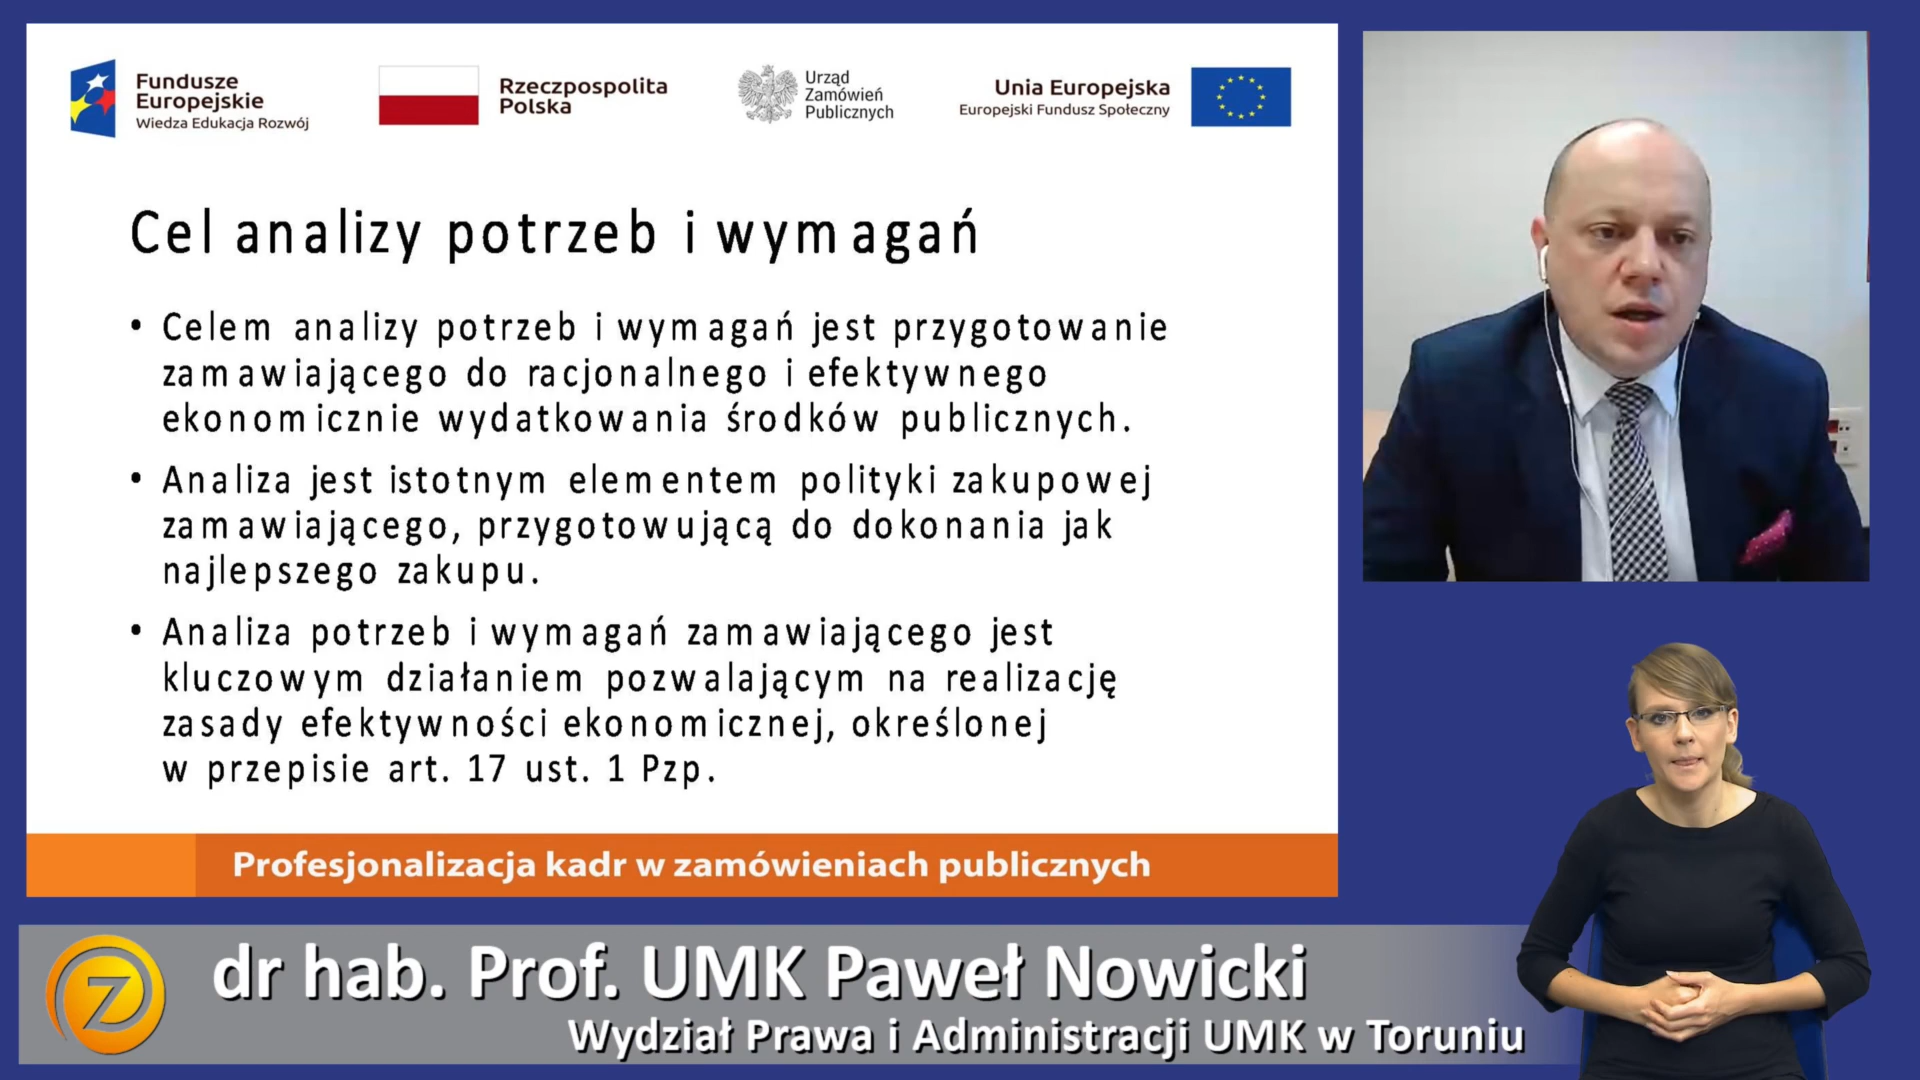 Fundusze
Europejskie
Wiedza Edukacja Rozwój
Rzeczpospolita
Polska
Urząd
Zamówień
Publicznych
Unia Europejska
Europejski Fundusz Społeczny
Cel analizy potrzeb i wymagań
• Celem analizy potrzeb i wymagań jest przygotowanie
zamawiającego do racjonalnego i efektywnego
ekonomicznie wydatkowania środków publicznych.
• Analiza jest istotnym elementem polityki zakupowej
zamawiającego, przygotowującą do dokonania jak
najlepszego zakupu.
• Analiza potrzeb i wymagań zamawiającego jest
kluczowym działaniem pozwalającym na realizację
zasady efektywności ekonomicznej, określonej
w przepisie art. 17 ust. 1 Pzp.
Profesjonalizacja kadr w zamówieniach publicznych
Z
dr hab. Prof. UMK Paweł Nowicki
Wydział Prawa i Administracji UMK w Toruniu